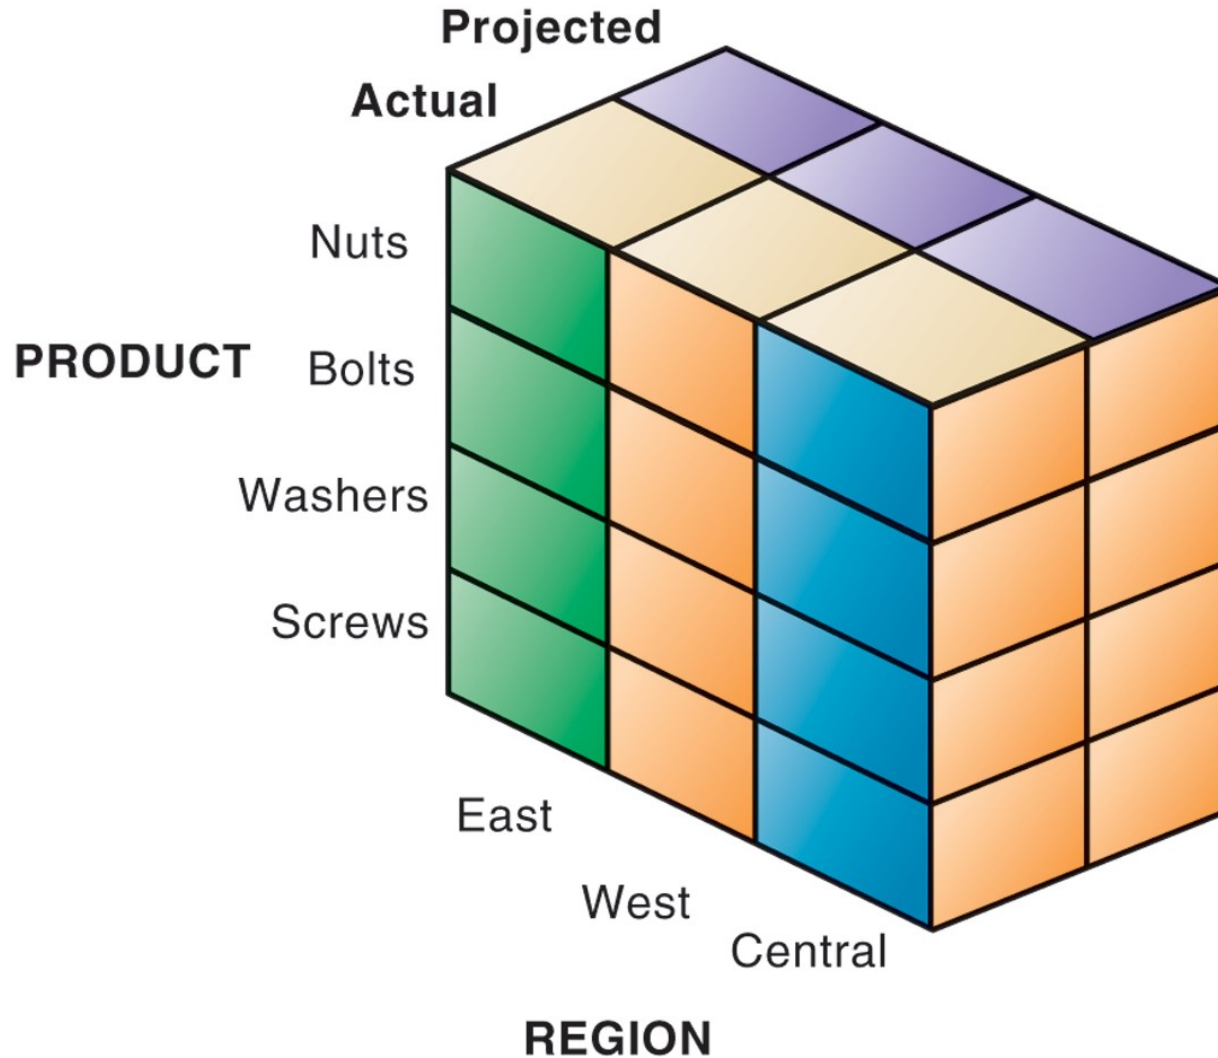 Projected
Actual
Nuts
PRODUCT
Bolts
Washers
Screws
East
West
Central
REGION